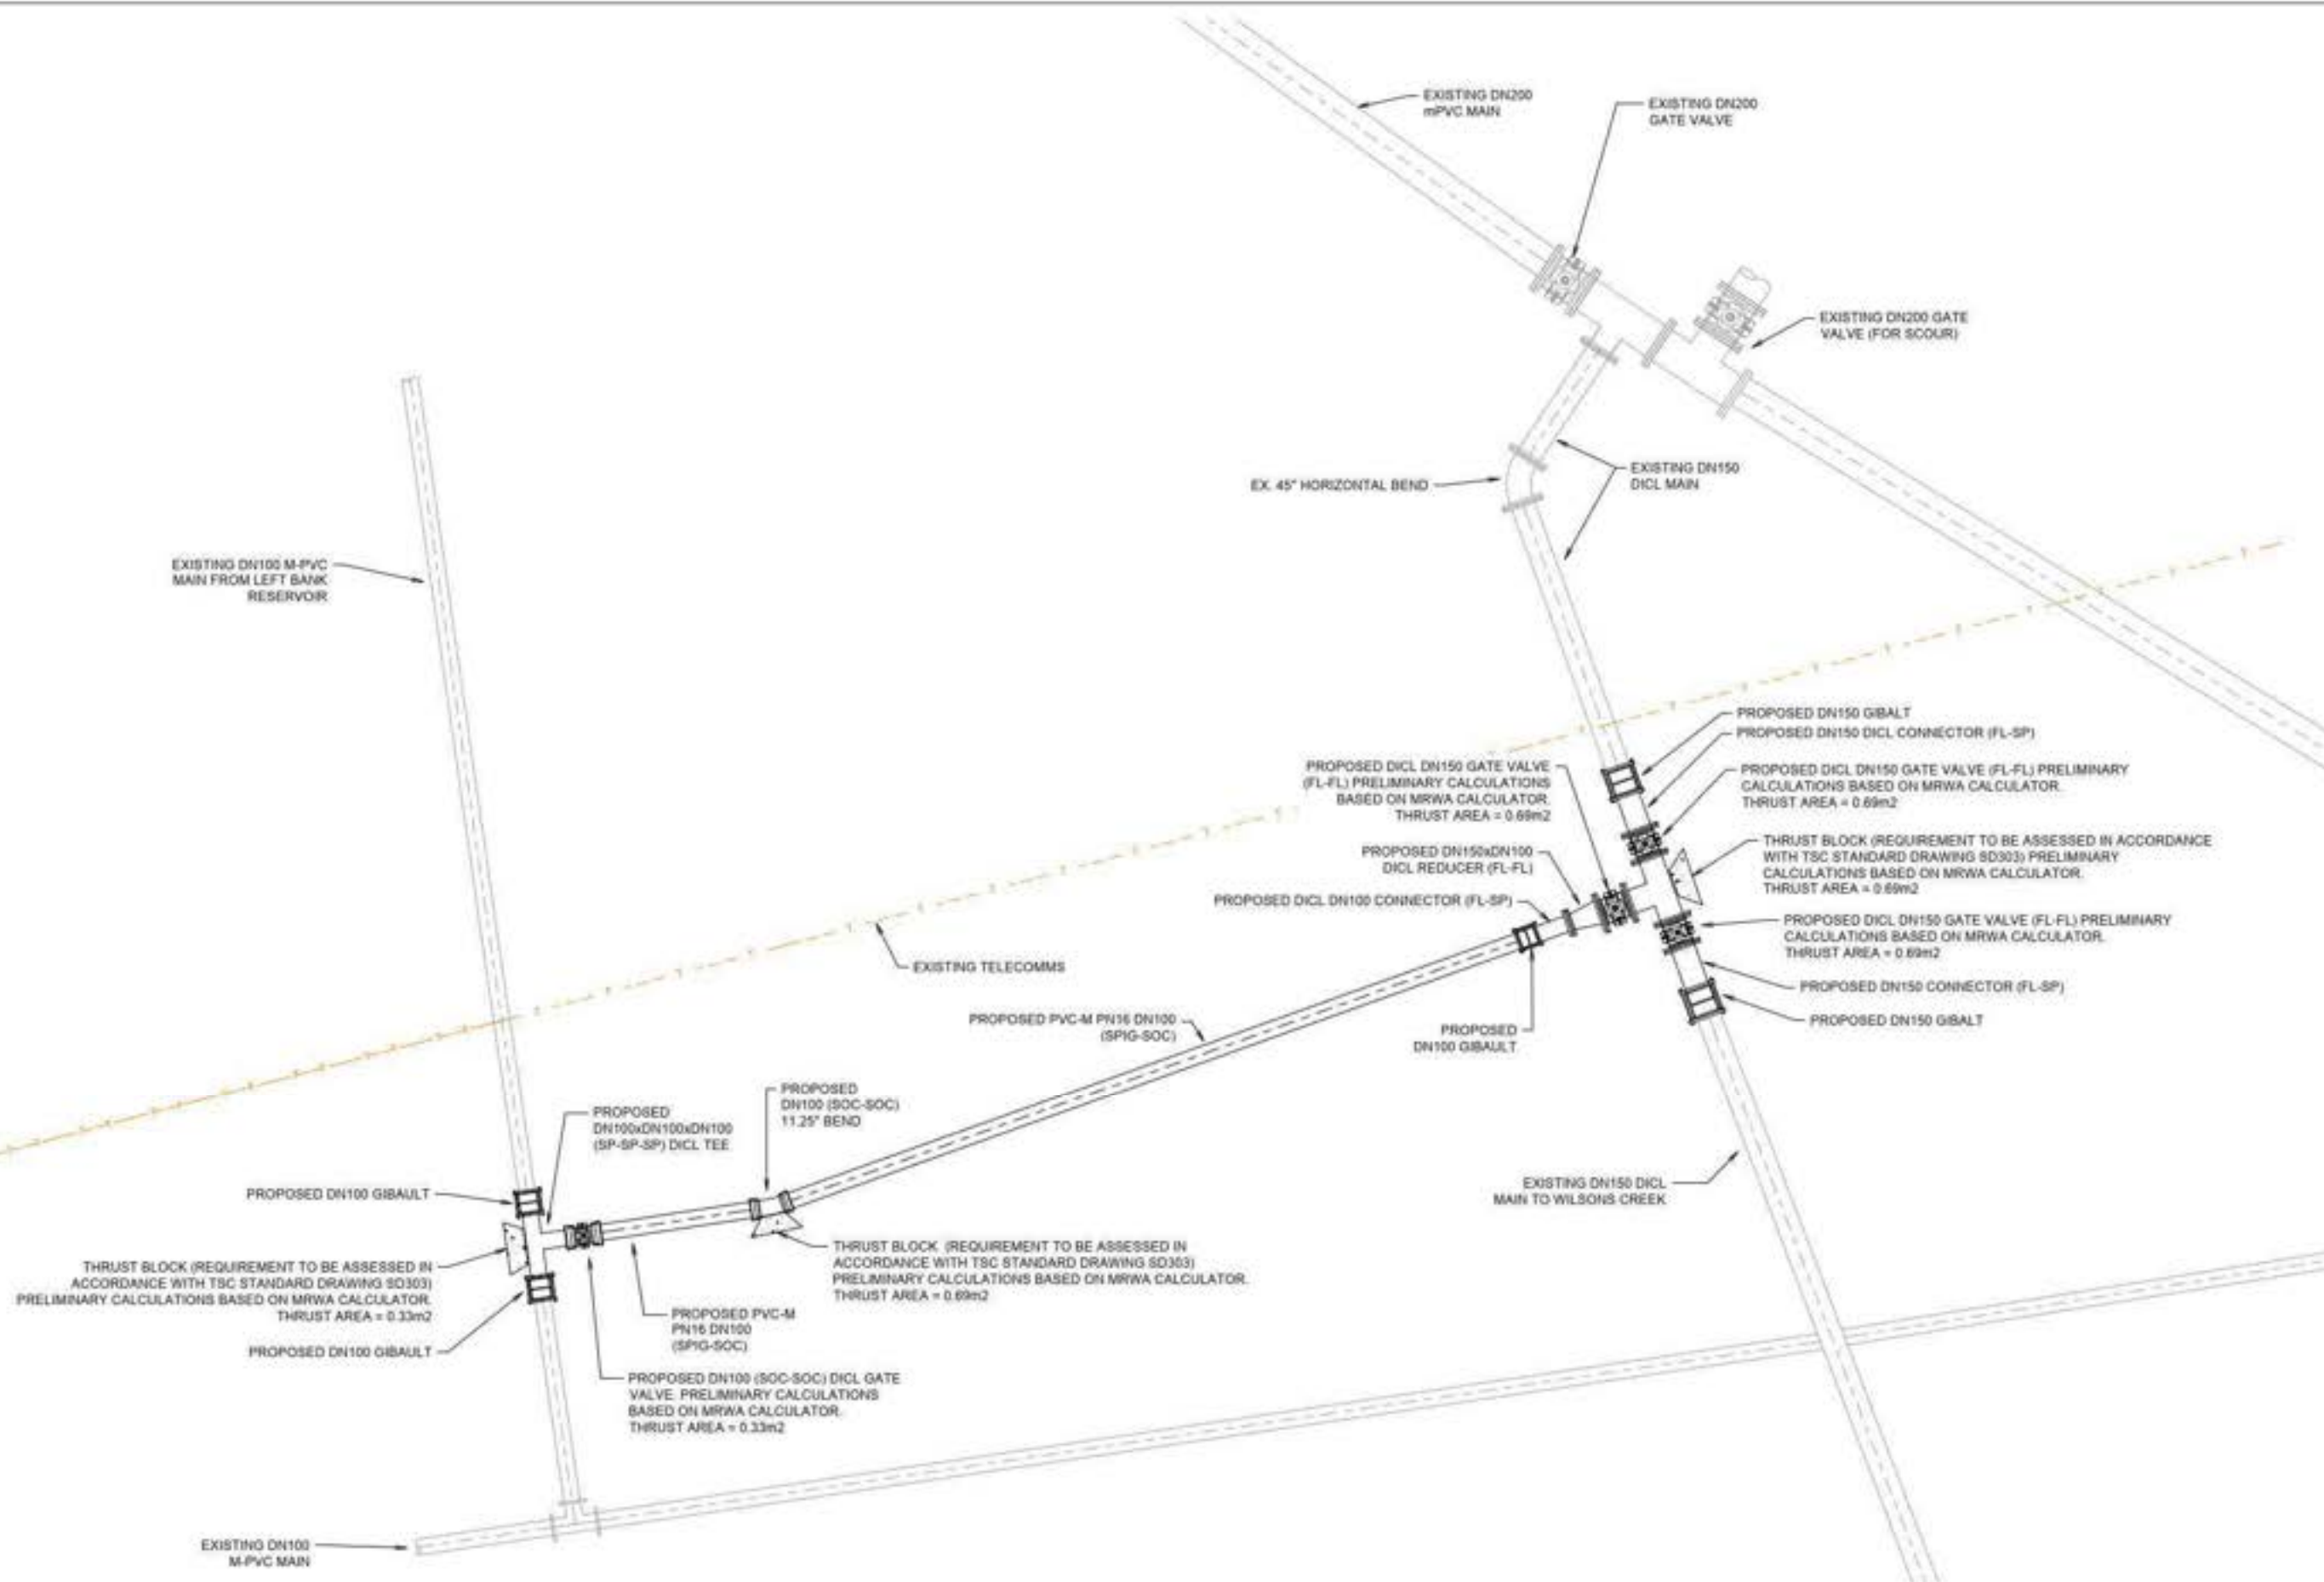 EXISTING DN200
mPVC MAIN
EXISTING DN200
GATE VALVE
EXISTING DN200 GATE
VALVE (FOR SCOUR)
EX. 45° HORIZONTAL BEND
EXISTING DN150
DICL MAIN
EXISTING DN100 M-PVC
MAIN FROM LEFT BANK
RESERVOIR
PROPOSED DN150 GIBALT
PROPOSED DN150 DICL CONNECTOR (FL-SP)
PROPOSED DICL DN150 GATE VALVE
(FL-FL) PRELIMINARY CALCULATIONS
BASED ON MRWA CALCULATOR.
THRUST AREA = 0.69m2
PROPOSED DICL DN150 GATE VALVE (FL-FL) PRELIMINARY
CALCULATIONS BASED ON MRWA CALCULATOR.
THRUST AREA = 0.69m2
PROPOSED DN150xDN100
DICL REDUCER (FL-FL)
THRUST BLOCK (REQUIREMENT TO BE ASSESSED IN ACCORDANCE
WITH TSC STANDARD DRAWING SD303) PRELIMINARY
CALCULATIONS BASED ON MRWA CALCULATOR.
THRUST AREA = 0.69m2
PROPOSED DICL DN100 CONNECTOR (FL-SP)
PROPOSED DICL DN150 GATE VALVE (FL-FL) PRELIMINARY
CALCULATIONS BASED ON MRWA CALCULATOR.
THRUST AREA = 0.69m2
EXISTING TELECOMMS
PROPOSED DN150 CONNECTOR (FL-SP)
PROPOSED PVC-M PN16 DN100
(SPIG-SOC)
PROPOSED
DN100 GIBAULT
PROPOSED DN150 GIBALT
PROPOSED
DN100 (SOC-SOC)
11.25° BEND
PROPOSED
DN100xDN100xDN100
(SP-SP-SP) DICL TEE
PROPOSED DN100 GIBAULT
EXISTING DN150 DICL
MAIN TO WILSONS CREEK
THRUST BLOCK (REQUIREMENT TO BE ASSESSED IN
ACCORDANCE WITH TSC STANDARD DRAWING SD303)
PRELIMINARY CALCULATIONS BASED ON MRWA CALCULATOR.
THRUST AREA = 0.33m2
THRUST BLOCK (REQUIREMENT TO BE ASSESSED IN
ACCORDANCE WITH TSC STANDARD DRAWING SD303)
PRELIMINARY CALCULATIONS BASED ON MRWA CALCULATOR.
THRUST AREA = 0.69m2
PROPOSED DN100 GIBAULT
PROPOSED PVC-M
PN16 DN100
(SPIG-SOC)
PROPOSED DN100 (SOC-SOC) DICL GATE
VALVE. PRELIMINARY CALCULATIONS
BASED ON MRWA CALCULATOR.
THRUST AREA = 0.33m2
EXISTING DN100
M-PVC MAIN